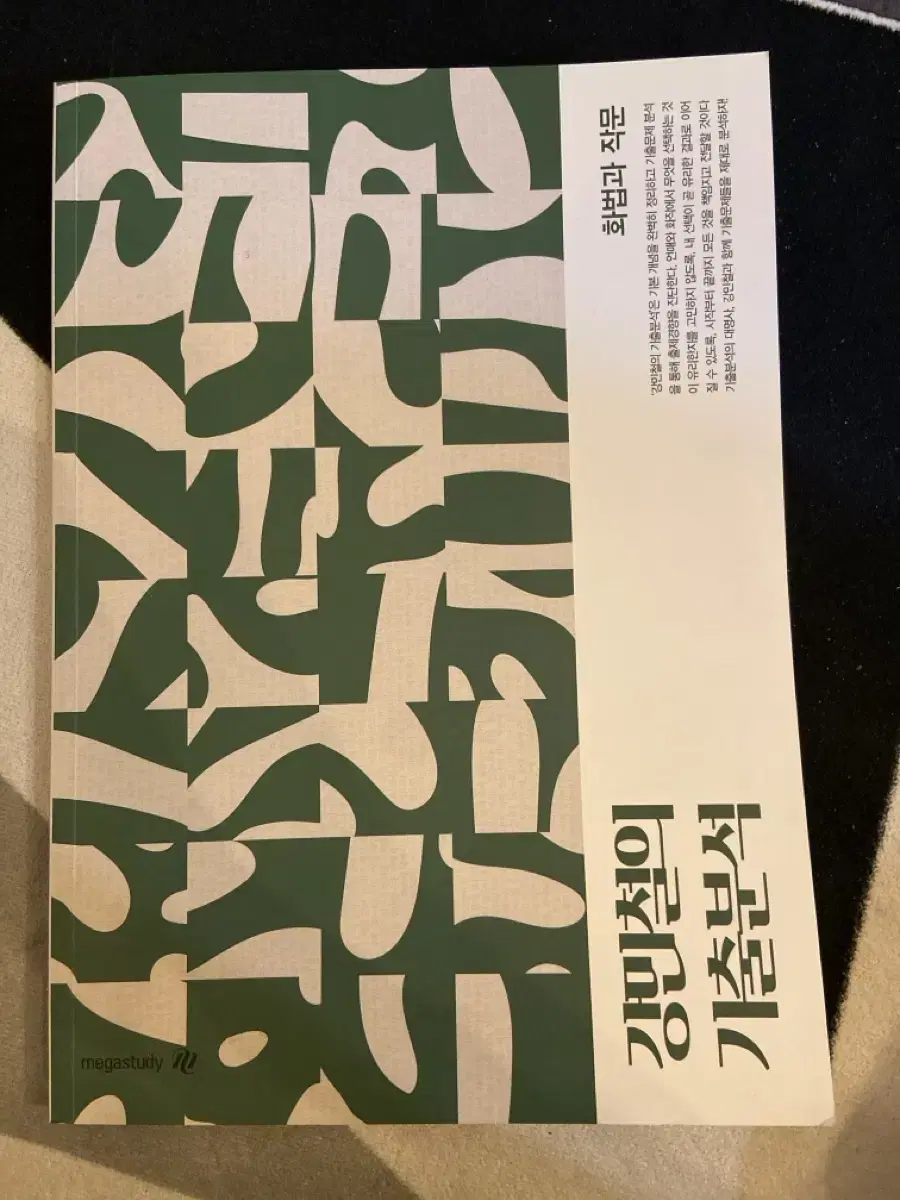 강민철의
기출분석
화법과 작문
'강민철의 기출분석'은 기본 개념을 완벽히 정리하고 기출문제 분석
을 통해 출제경향을 진단한다. 언매와 화작에서 무엇을 선택하는 것
이 유리한지를 고민하지 않도록, 내 선택이 곧 유리한 결과로 이어
질 수 있도록, 시작부터 끝까지 모든 것을 책임지고 전달할 것이다.
기출분석의 대명사, 강민철과 함께 기출문제들을 제대로 분석하자!
megastudy